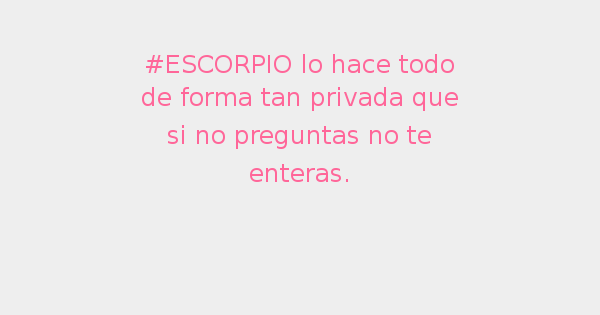 #ESCORPIO lo hace todo
de forma tan privada que
si no preguntas no te
enteras.